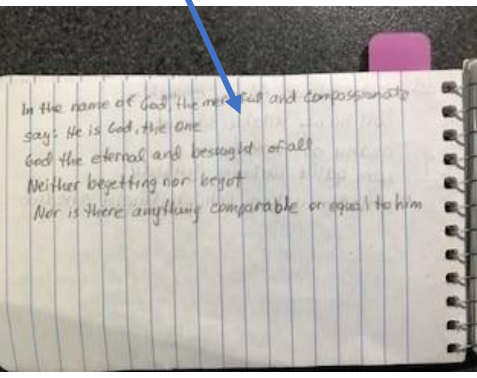 In the name of God, the merciful and Compassionate
say: He is God, the One
God the eternal and besought of all
Neither begetting nor begot
Nor is there anything comparable or equal to him